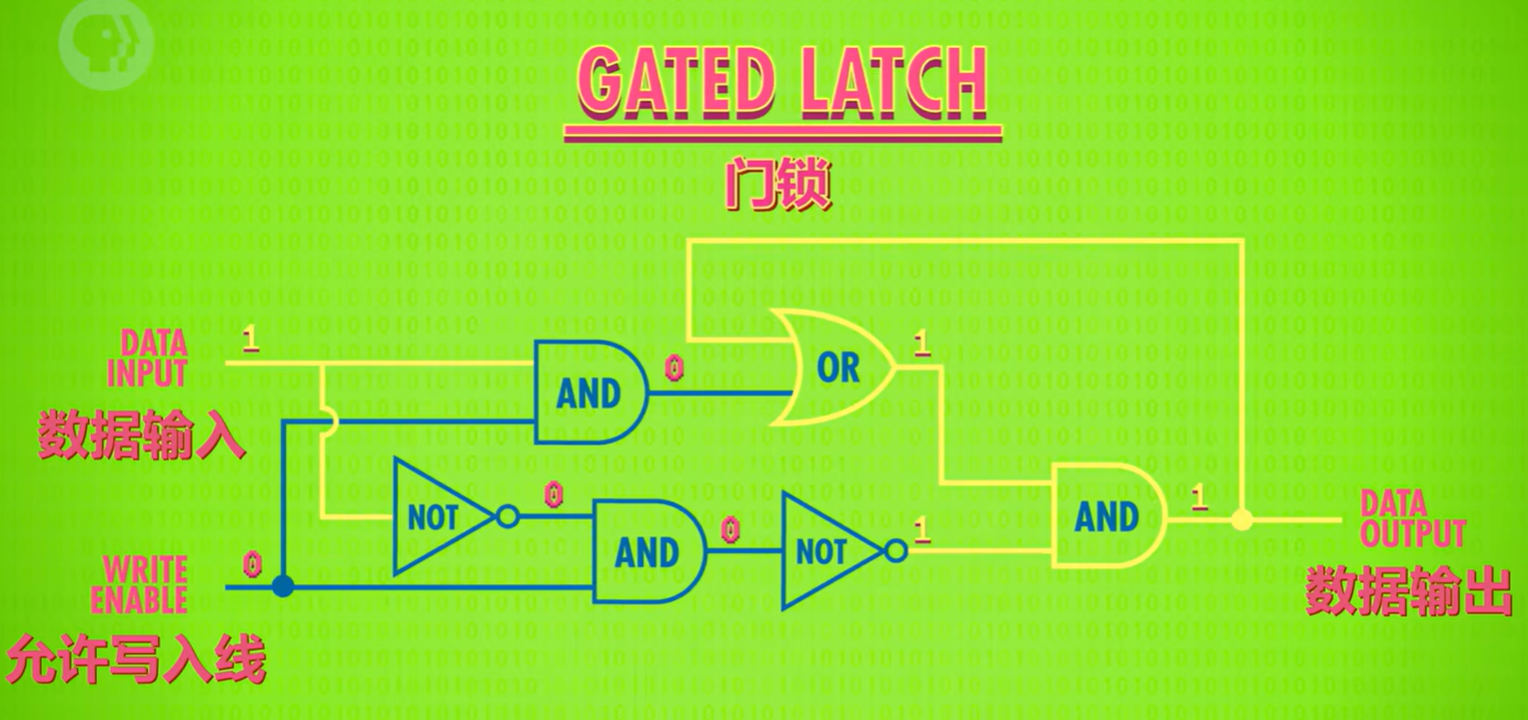 GATED LATCH
门锁
DATA
INPUT
1
数据输入
WRITE
ENABLE
0
允许写入线
AND
0
OR
1
NOT
0
AND
0
NOT
1
AND
1
DATA
OUTPUT
数据输出